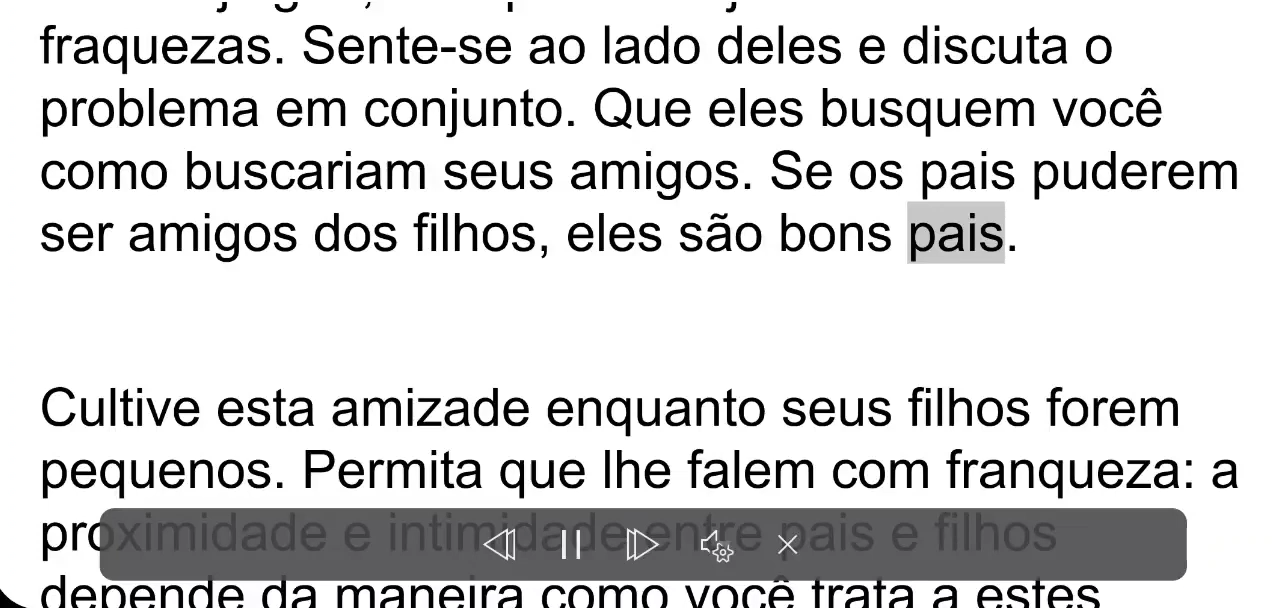 fraquezas. Sente-se ao lado deles e discuta o
problema em conjunto. Que eles busquem você
como buscariam seus amigos. Se os pais puderem
ser amigos dos filhos, eles são bons pais.
Cultive esta amizade enquanto seus filhos forem
pequenos. Permita que lhe falem com franqueza: a
proximidade e intimidade entre pais e filhos
depende da maneira como você trata a estes